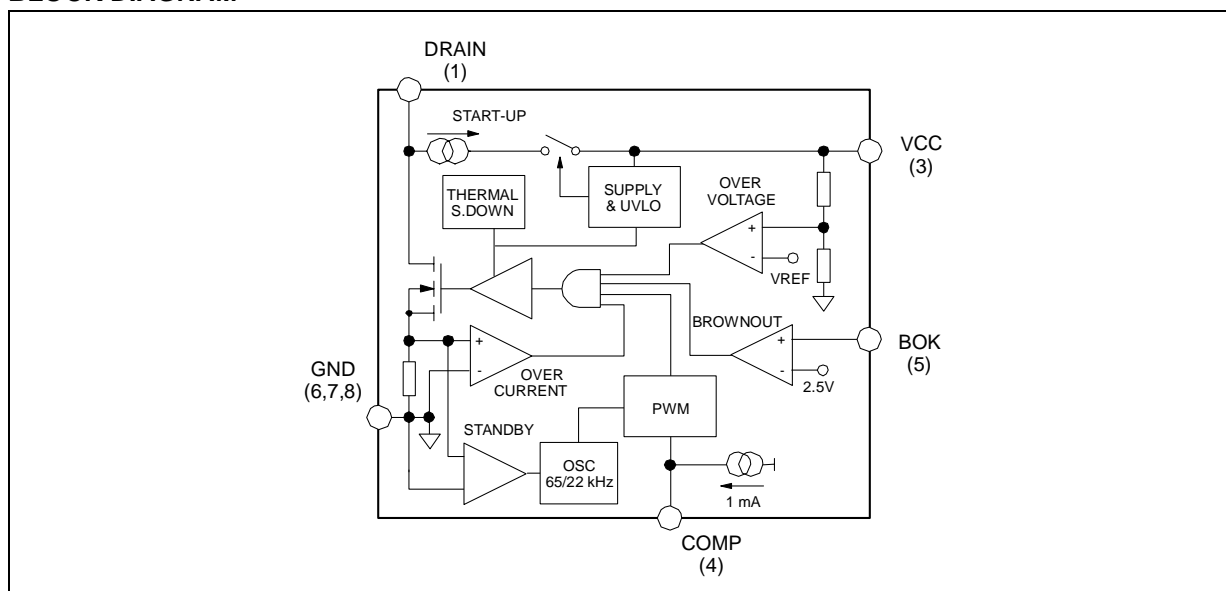 DRAIN
(1)
START-UP
VCC
(3)
THERMAL
S.DOWN
SUPPLY
& UVLO
OVER
VOLTAGE
+
-
VREF
BROWNOUT
+
-
2.5V
BOK
(5)
GND
(6,7,8)
+
-
OVER
CURRENT
PWM
STANDBY
OSC
65/22 kHz
1 mA
COMP
(4)